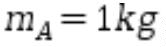 m_A = 1kg